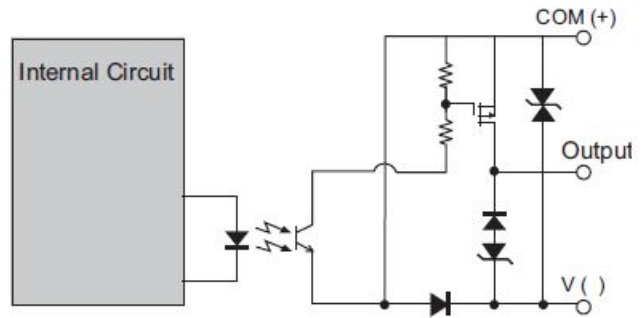 COM (+)
Internal Circuit
Output
V ( )